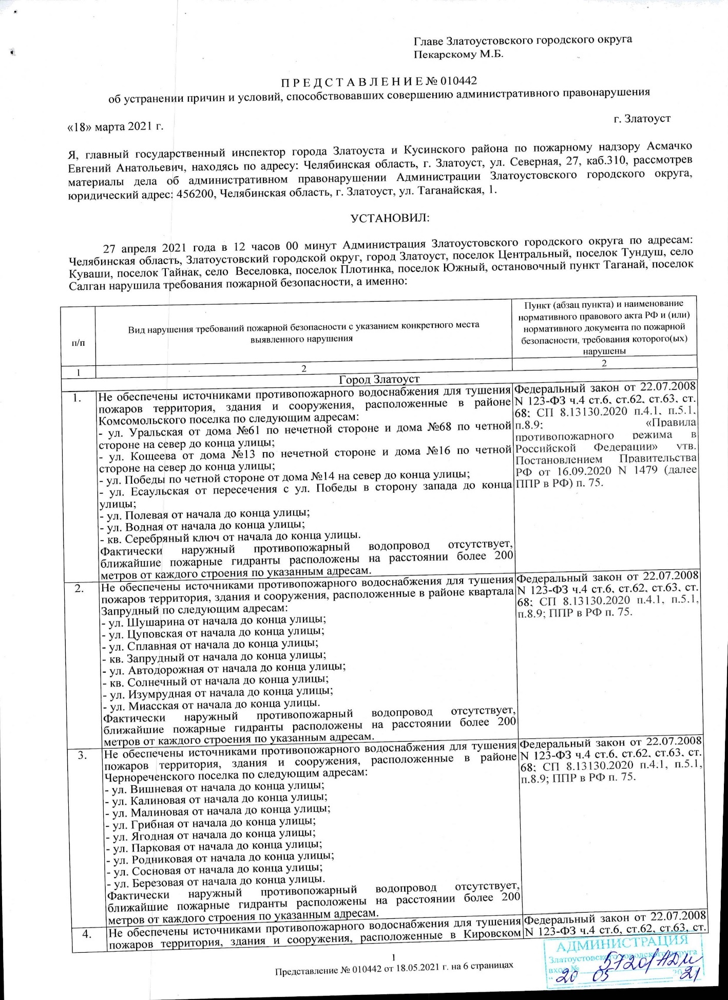 Главе Златоустовского городского округа
Пекарскому М.Б.
П Р Е Д С Т А В Л Е Н И Е № 010442
об устранении причин и условий, способствовавших совершению административного правонарушения
«18» марта 2021 г.
г. Златоуст
Я, главный государственный инспектор города Златоуста и Кусинского района по пожарному надзору Асмачко
Евгений Анатольевич, находясь по адресу: Челябинская область, г. Златоуст, ул. Северная, 27, каб.310, рассмотрев
материалы дела об административном правонарушении Администрации Златоустовского городского округа,
юридический адрес: 456200, Челябинская область, г. Златоуст, ул. Таганайская, 1.
УСТАНОВИЛ:
27 апреля 2021 года в 12 часов 00 минут Администрация Златоустовского городского округа по адресам:
Челябинская область, Златоустовский городской округ, город Златоуст, поселок Центральный, поселок Тундуш, село
Куваши, поселок Тайнак, село Веселовка, поселок Плотинка, поселок Южный, остановочный пункт Таганай, поселок
Салган нарушила требования пожарной безопасности, а именно:
п/п
Вид нарушения требований пожарной безопасности с указанием конкретного места
выявленного нарушения
Пункт (абзац пункта) и наименование
нормативного правового акта РФ и (или)
нормативного документа по пожарной
безопасности, требования которого(ых)
нарушены
1
2
2
Город Златоуст
1.
Не обеспечены источниками противопожарного водоснабжения для тушения
пожаров территория, здания и сооружения, расположенные в районе
Комсомольского поселка по следующим адресам:
- ул. Уральская от дома №61 по нечетной стороне и дома №68 по четной
стороне на север до конца улицы;
- ул. Кощеева от дома №13 по нечетной стороне и дома №16 по четной
стороне на север до конца улицы;
- ул. Победы по четной стороне от дома №14 на север до конца улицы;
- ул. Есаульская от пересечения с ул. Победы в сторону запада до конца
улицы;
- ул. Полевая от начала до конца улицы;
- ул. Водная от начала до конца улицы;
- кв. Серебряный ключ от начала до конца улицы.
Фактически наружный противопожарный водопровод отсутствует,
ближайшие пожарные гидранты расположены на расстоянии более 200
метров от каждого строения по указанным адресам.
Федеральный закон от 22.07.2008
N 123-ФЗ ч.4 ст.6, ст.62, ст.63, ст.
68; СП 8.13130.2020 п.4.1, п.5.1,
п.8.9; «Правила
противопожарного режима в
Российской Федерации» утв.
Постановлением Правительства
РФ от 16.09.2020 N 1479 (далее
ППР в РФ) п. 75.
2.
Не обеспечены источниками противопожарного водоснабжения для тушения
пожаров территория, здания и сооружения, расположенные в районе квартала
Запрудный по следующим адресам:
- ул. Шушарина от начала до конца улицы;
- ул. Цуповская от начала до конца улицы;
- ул. Сплавная от начала до конца улицы;
- кв. Запрудный от начала до конца улицы;
- ул. Автодорожная от начала до конца улицы;
- кв. Солнечный от начала до конца улицы;
- ул. Изумрудная от начала до конца улицы;
- ул. Миасская от начала до конца улицы.
Фактически наружный противопожарный водопровод отсутствует,
ближайшие пожарные гидранты расположены на расстоянии более 200
метров от каждого строения по указанным адресам.
Федеральный закон от 22.07.2008
N 123-ФЗ ч.4 ст.6, ст.62, ст.63, ст.
68; СП 8.13130.2020 п.4.1, п.5.1,
п.8.9; ППР в РФ п. 75.
3.
Не обеспечены источниками противопожарного водоснабжения для тушения
пожаров территория, здания и сооружения, расположенные в районе
Чернореченского поселка по следующим адресам:
- ул. Вишневая от начала до конца улицы;
- ул. Калиновая от начала до конца улицы;
- ул. Малиновая от начала до конца улицы;
- ул. Грибная от начала до конца улицы;
- ул. Ягодная от начала до конца улицы;
- ул. Парковая от начала до конца улицы;
- ул. Родниковая от начала до конца улицы;
- ул. Сосновая от начала до конца улицы;
- ул. Березовая от начала до конца улицы.
Фактически наружный противопожарный водопровод отсутствует,
ближайшие пожарные гидранты расположены на расстоянии более 200
метров от каждого строения по указанным адресам.
Федеральный закон от 22.07.2008
N 123-ФЗ ч.4 ст.6, ст.62, ст.63, ст.
68; СП 8.13130.2020 п.4.1, п.5.1,
п.8.9; ППР в РФ п. 75.
4.
Не обеспечены источниками противопожарного водоснабжения для тушения
пожаров территория, здания и сооружения, расположенные в Кировском
Федеральный закон от 22.07.2008
N 123-ФЗ ч.4 ст.6, ст.62, ст.63, ст.
1
Представление № 010442 от 18.05.2021 г. на 6 страницах
АДМИНИСТРАЦИЯ
Златоустовского городского округа
вход № 5720/АДМ
20 05 2021